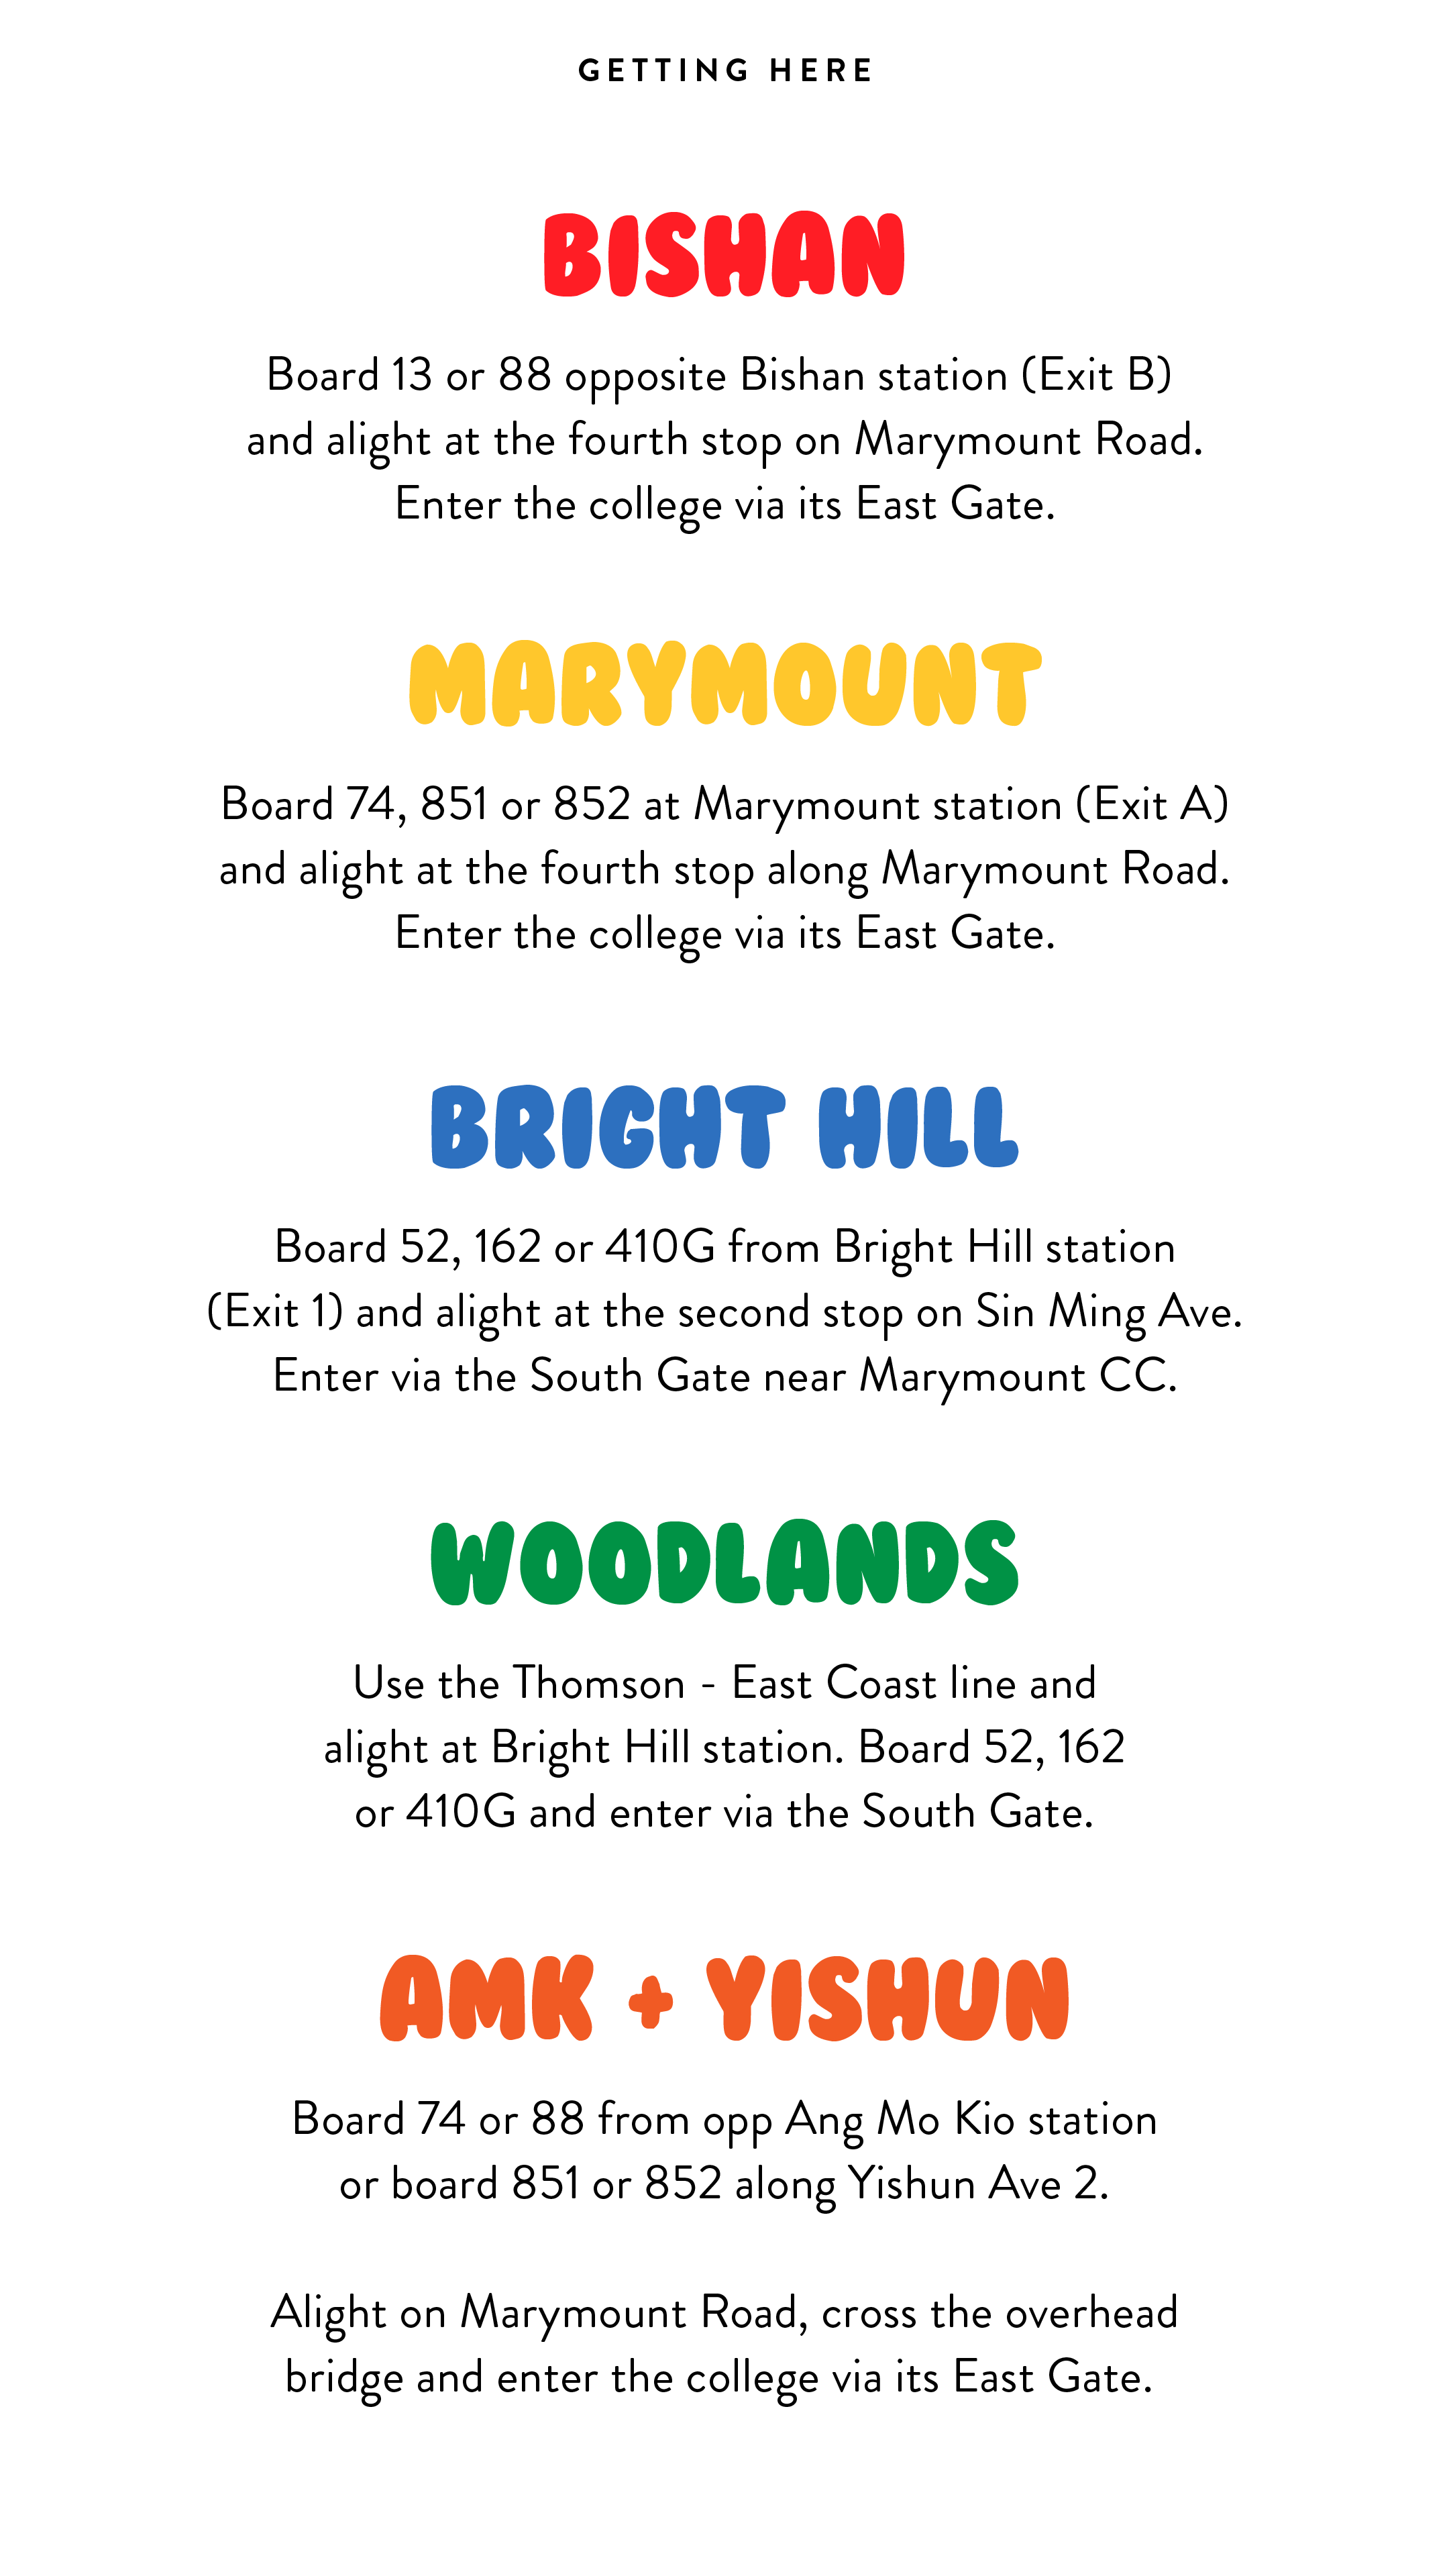 GETTING HERE
BISHAN
Board 13 or 88 opposite Bishan station (Exit B)
and alight at the fourth stop on Marymount Road.
Enter the college via its East Gate.
MARYMOUNT
Board 74, 851 or 852 at Marymount station (Exit A)
and alight at the fourth stop along Marymount Road.
Enter the college via its East Gate.
BRIGHT HILL
Board 52, 162 or 410G from Bright Hill station
(Exit 1) and alight at the second stop on Sin Ming Ave.
Enter via the South Gate near Marymount CC.
WOODLANDS
Use the Thomson - East Coast line and
alight at Bright Hill station. Board 52, 162
or 410G and enter via the South Gate.
AMK + YISHUN
Board 74 or 88 from opp Ang Mo Kio station
or board 851 or 852 along Yishun Ave 2.
Alight on Marymount Road, cross the overhead
bridge and enter the college via its East Gate.